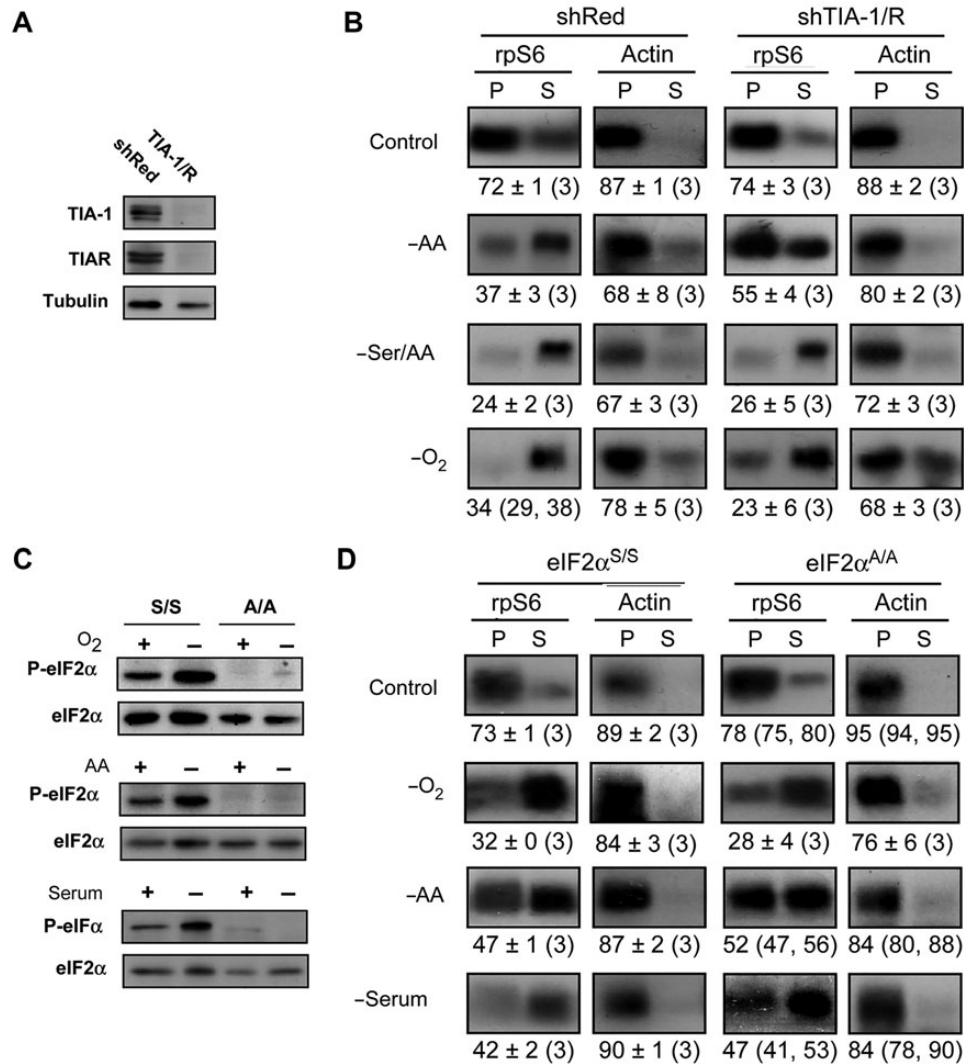 A
shRed
TIA-1/R
TIA-1
TIAR
Tubulin
B
shRed shTIA-1/R
rpS6 Actin rpS6 Actin
P S P S P S P S
Control
72 ± 1 (3) 87 ± 1 (3) 74 ± 3 (3) 88 ± 2 (3)
–AA
37 ± 3 (3) 68 ± 8 (3) 55 ± 4 (3) 80 ± 2 (3)
–Ser/AA
24 ± 2 (3) 67 ± 3 (3) 26 ± 5 (3) 72 ± 3 (3)
–O₂
34 (29, 38) 78 ± 5 (3) 23 ± 6 (3) 68 ± 3 (3)
C
S/S A/A
O₂ + – + –
P-eIF2α
eIF2α
AA + – + –
P-eIF2α
eIF2α
Serum + – + –
P-eIFα
eIF2α
D
eIF2αS/S eIF2αA/A
rpS6 Actin rpS6 Actin
P S P S P S P S
Control
73 ± 1 (3) 89 ± 2 (3) 78 (75, 80) 95 (94, 95)
–O₂
32 ± 0 (3) 84 ± 3 (3) 28 ± 4 (3) 76 ± 6 (3)
–AA
47 ± 1 (3) 87 ± 2 (3) 52 (47, 56) 84 (80, 88)
–Serum
42 ± 2 (3) 90 ± 1 (3) 47 (41, 53) 84 (78, 90)